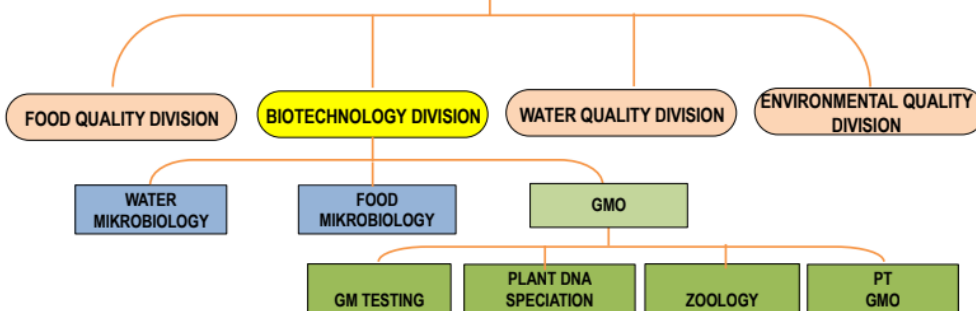 FOOD QUALITY DIVISION
BIOTECHNOLOGY DIVISION
WATER QUALITY DIVISION
ENVIRONMENTAL QUALITY
DIVISION
WATER
MIKROBIOLOGY
FOOD
MIKROBIOLOGY
GMO
GM TESTING
PLANT DNA
SPECIATION
ZOOLOGY
PT
GMO